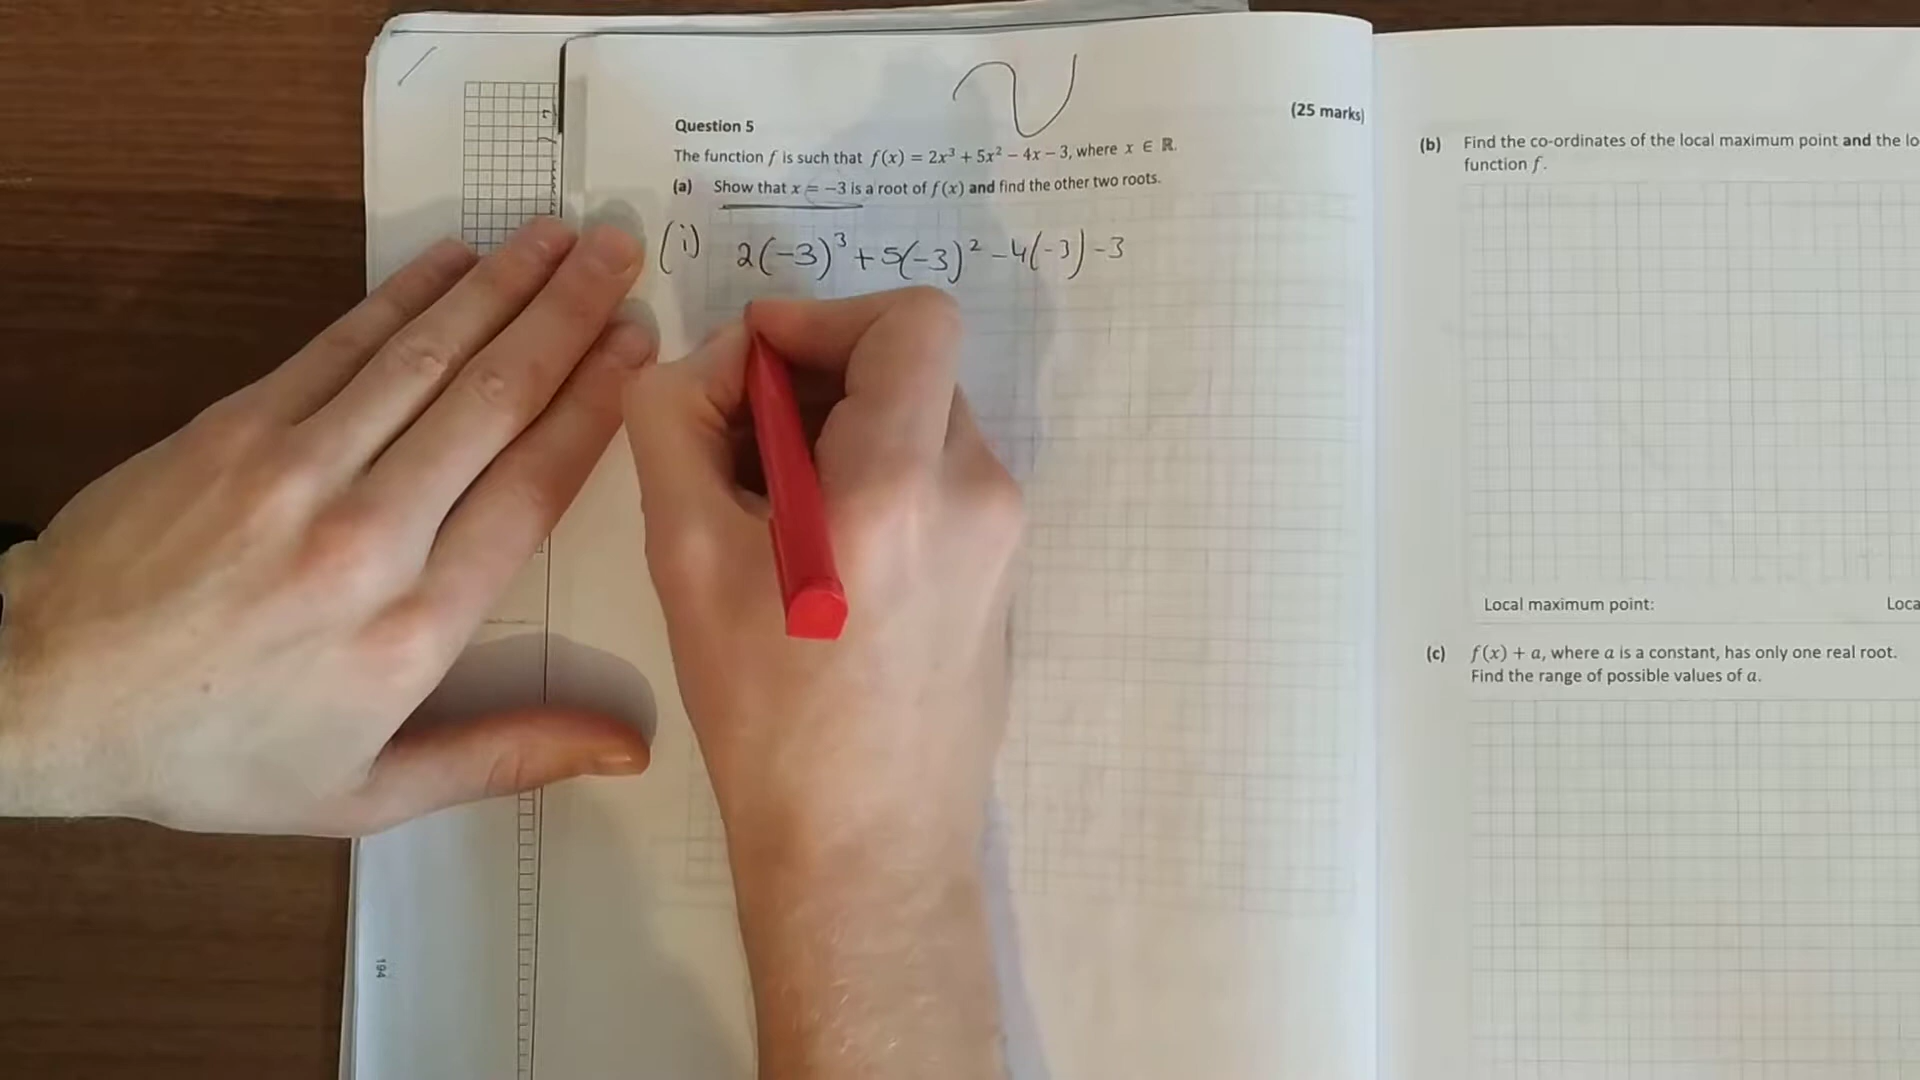 (25 marks)
Question 5
The function f is such that f(x) = 2x³ + 5x² − 4x − 3, where x ∈ ℝ.
(a) Show that x = −3 is a root of f(x) and find the other two roots.
(i) 2(-3)³ + 5(-3)² - 4(-3) - 3
194
(b) Find the co-ordinates of the local maximum point and the lo
function f.
Local maximum point: Loca
(c) f(x) + a, where a is a constant, has only one real root.
Find the range of possible values of a.